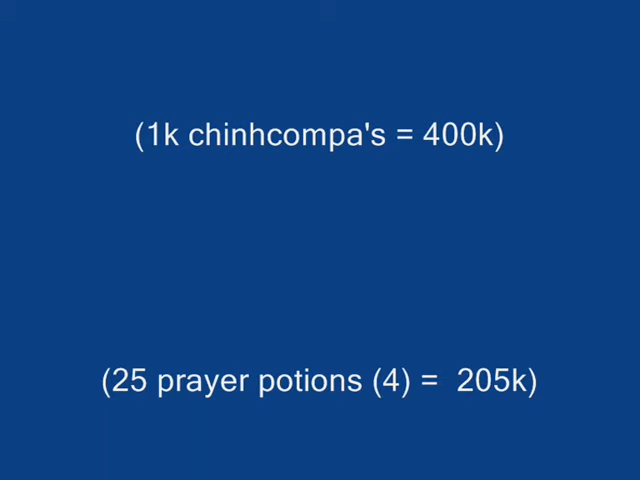 (1k chinhcompa's = 400k)
(25 prayer potions (4) =  205k)